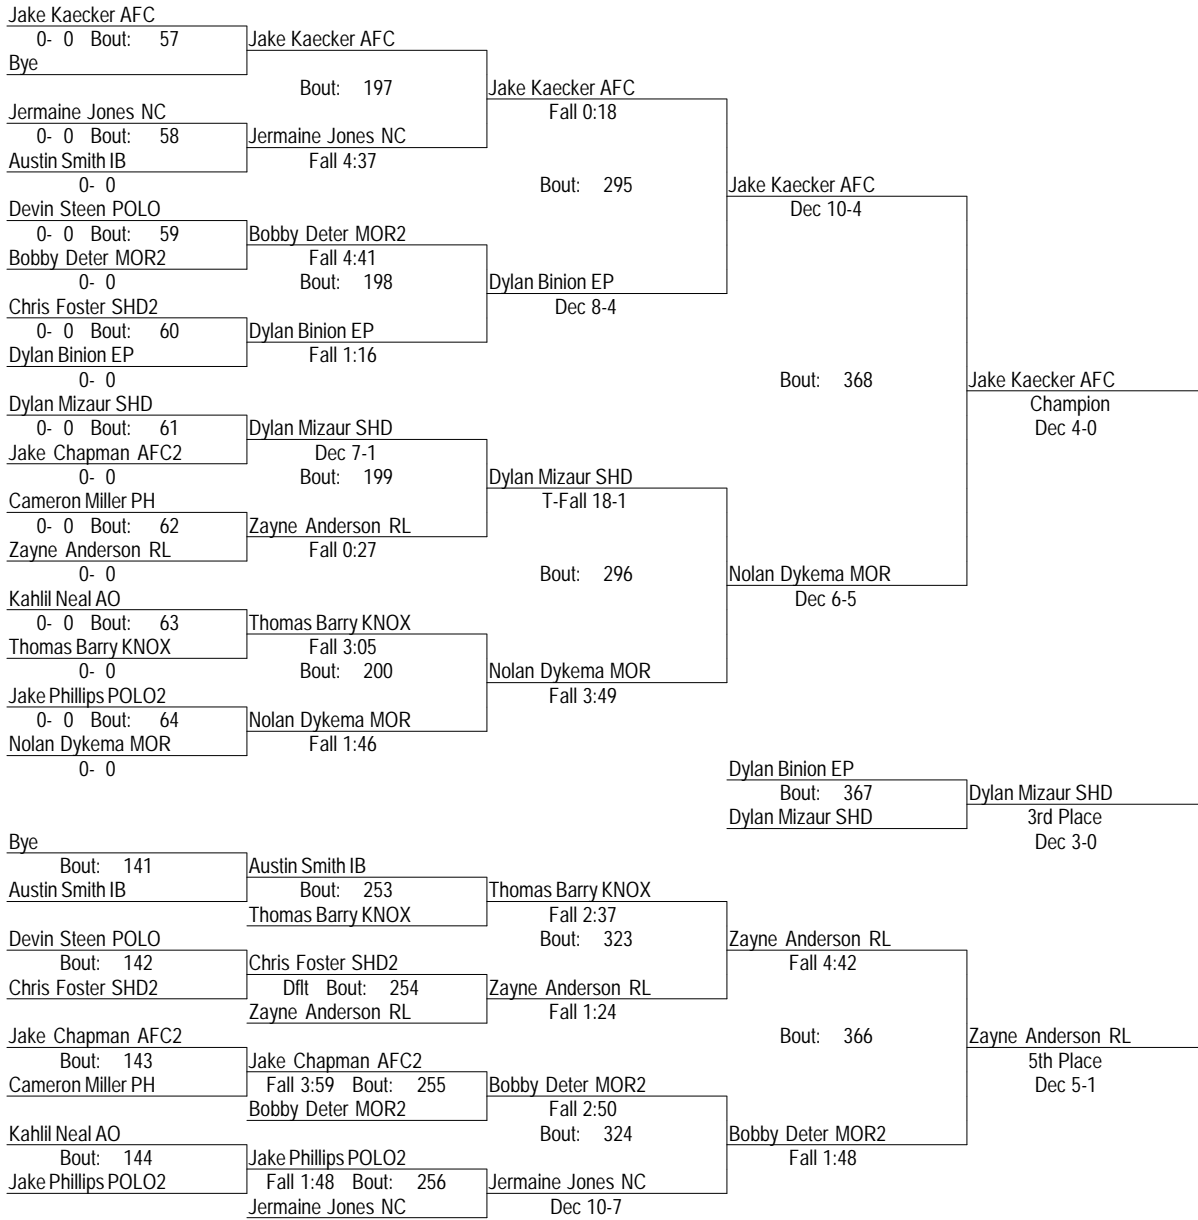 Jake Kaecker AFC
0- 0 Bout: 57
Bye
Jake Kaecker AFC
Bout: 197
Jermaine Jones NC
0- 0 Bout: 58
Austin Smith IB
0- 0
Jermaine Jones NC
Fall 4:37
Jake Kaecker AFC
Fall 0:18
Bout: 295
Devin Steen POLO
0- 0 Bout: 59
Bobby Deter MOR2
0- 0
Bobby Deter MOR2
Fall 4:41
Bout: 198
Chris Foster SHD2
0- 0 Bout: 60
Dylan Binion EP
0- 0
Dylan Binion EP
Fall 1:16
Dylan Binion EP
Dec 8-4
Jake Kaecker AFC
Dec 10-4
Bout: 368
Dylan Mizaur SHD
0- 0 Bout: 61
Jake Chapman AFC2
0- 0
Dylan Mizaur SHD
Dec 7-1
Bout: 199
Cameron Miller PH
0- 0 Bout: 62
Zayne Anderson RL
0- 0
Zayne Anderson RL
Fall 0:27
Dylan Mizaur SHD
T-Fall 18-1
Bout: 296
Kahlil Neal AO
0- 0 Bout: 63
Thomas Barry KNOX
0- 0
Thomas Barry KNOX
Fall 3:05
Bout: 200
Jake Phillips POLO2
0- 0 Bout: 64
Nolan Dykema MOR
0- 0
Nolan Dykema MOR
Fall 1:46
Nolan Dykema MOR
Fall 3:49
Nolan Dykema MOR
Dec 6-5
Jake Kaecker AFC
Champion
Dec 4-0
Dylan Binion EP
Bout: 367
Dylan Mizaur SHD
Dylan Mizaur SHD
3rd Place
Dec 3-0
Bye
Bout: 141
Austin Smith IB
Austin Smith IB
Bout: 253
Thomas Barry KNOX
Thomas Barry KNOX
Fall 2:37
Bout: 323
Devin Steen POLO
Bout: 142
Chris Foster SHD2
Chris Foster SHD2
Dflt Bout: 254
Zayne Anderson RL
Zayne Anderson RL
Fall 1:24
Zayne Anderson RL
Fall 4:42
Bout: 366
Jake Chapman AFC2
Bout: 143
Cameron Miller PH
Jake Chapman AFC2
Fall 3:59 Bout: 255
Bobby Deter MOR2
Bobby Deter MOR2
Fall 2:50
Bout: 324
Kahlil Neal AO
Bout: 144
Jake Phillips POLO2
Jake Phillips POLO2
Fall 1:48 Bout: 256
Jermaine Jones NC
Jermaine Jones NC
Dec 10-7
Bobby Deter MOR2
Fall 1:48
Zayne Anderson RL
5th Place
Dec 5-1